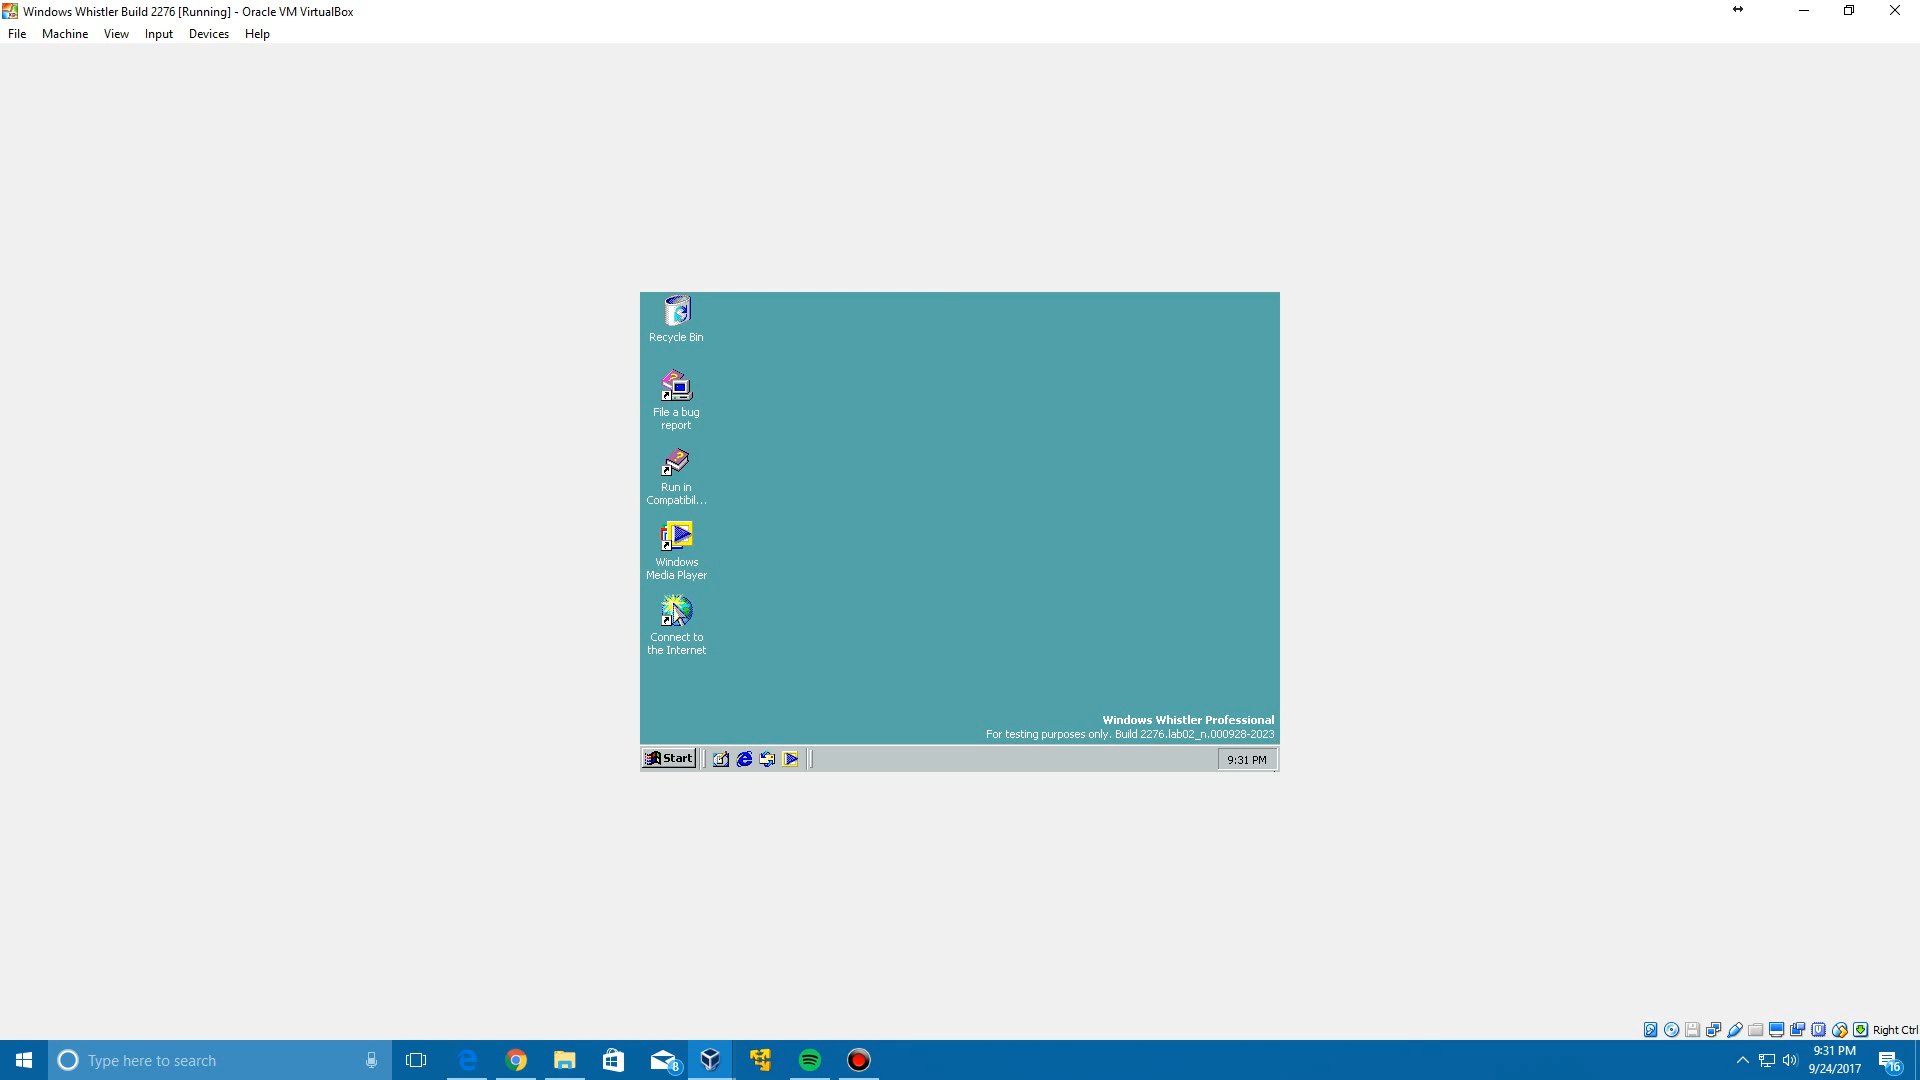 Windows Whistler Build 2276 [Running] - Oracle VM VirtualBox
File Machine View Input Devices Help
Recycle Bin
File a bug
report
Run in
Compatibil...
Windows
Media Player
Connect to
the Internet
Windows Whistler Professional
For testing purposes only. Build 2276.lab02_n.000928-2023
Start
9:31 PM
Right Ctrl
Type here to search
8
9:31 PM
9/24/2017
16